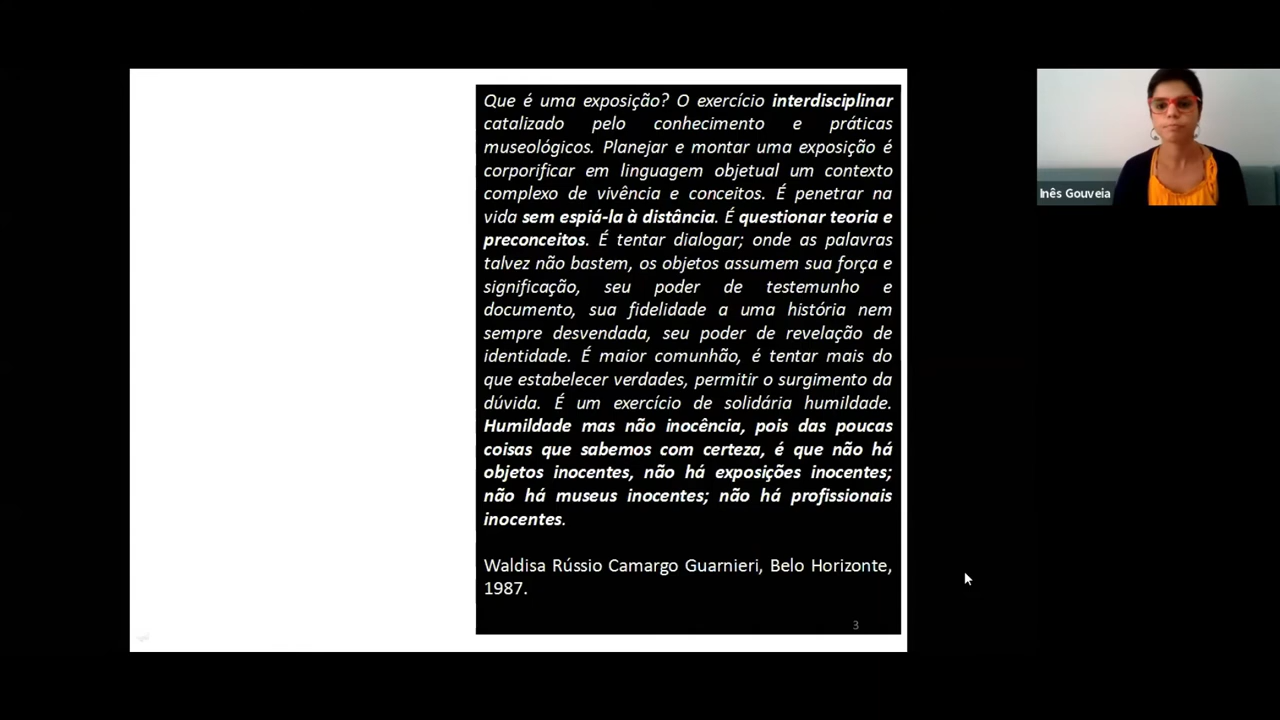 Que é uma exposição? O exercício interdisciplinar
catalizado pelo conhecimento e práticas
museológicos. Planejar e montar uma exposição é
corporificar em linguagem objetual um contexto
complexo de vivência e conceitos. É penetrar na
vida sem espiá-la à distância. É questionar teoria e
preconceitos. É tentar dialogar; onde as palavras
talvez não bastem, os objetos assumem sua força e
significação, seu poder de testemunho e
documento, sua fidelidade a uma história nem
sempre desvendada, seu poder de revelação de
identidade. É maior comunhão, é tentar mais do
que estabelecer verdades, permitir o surgimento da
dúvida. É um exercício de solidária humildade.
Humildade mas não inocência, pois das poucas
coisas que sabemos com certeza, é que não há
objetos inocentes, não há exposições inocentes;
não há museus inocentes; não há profissionais
inocentes.
Waldisa Rússio Camargo Guarnieri, Belo Horizonte,
1987.
3
Inês Gouveia